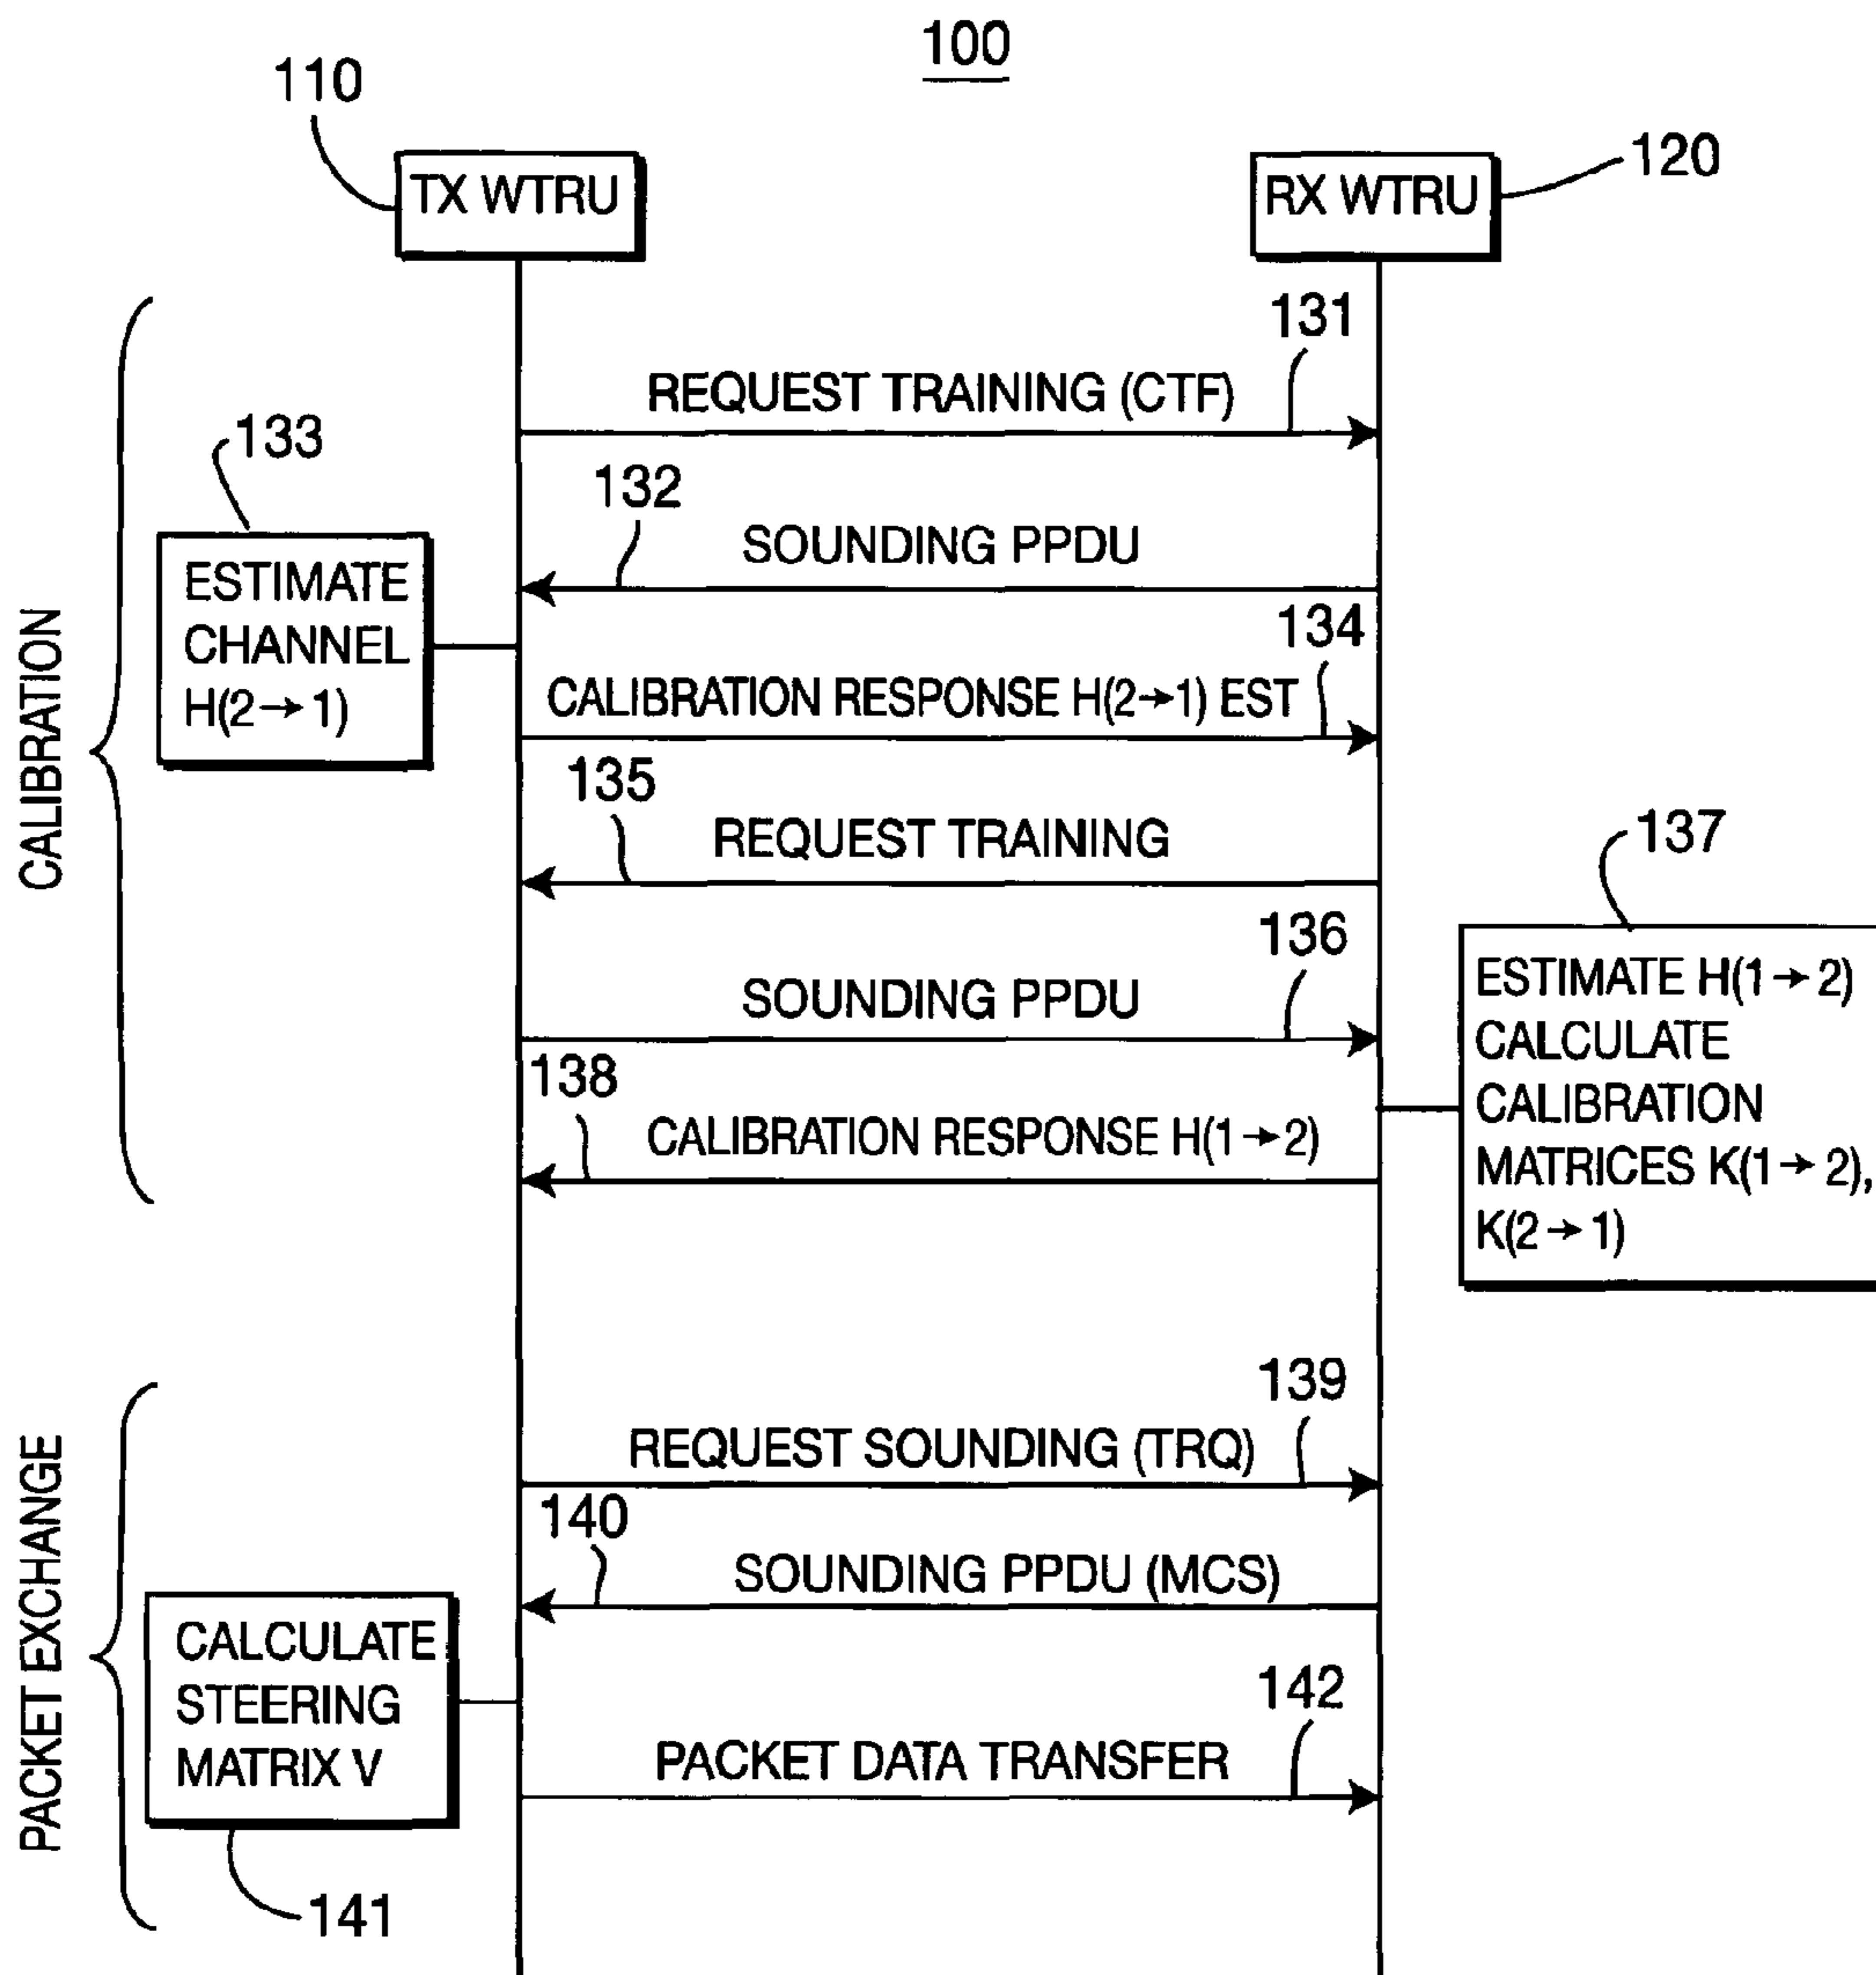 100
110
TX WTRU
RX WTRU
120
CALIBRATION
131
REQUEST TRAINING (CTF)
132
SOUNDING PPDU
133
ESTIMATE
CHANNEL
H(2→1)
134
CALIBRATION RESPONSE H(2→1) EST
135
REQUEST TRAINING
136
SOUNDING PPDU
137
ESTIMATE H(1→2)
CALCULATE
CALIBRATION
MATRICES K(1→2),
K(2→1)
138
CALIBRATION RESPONSE H(1→2)
PACKET EXCHANGE
139
REQUEST SOUNDING (TRQ)
140
SOUNDING PPDU (MCS)
CALCULATE
STEERING
MATRIX V
141
142
PACKET DATA TRANSFER